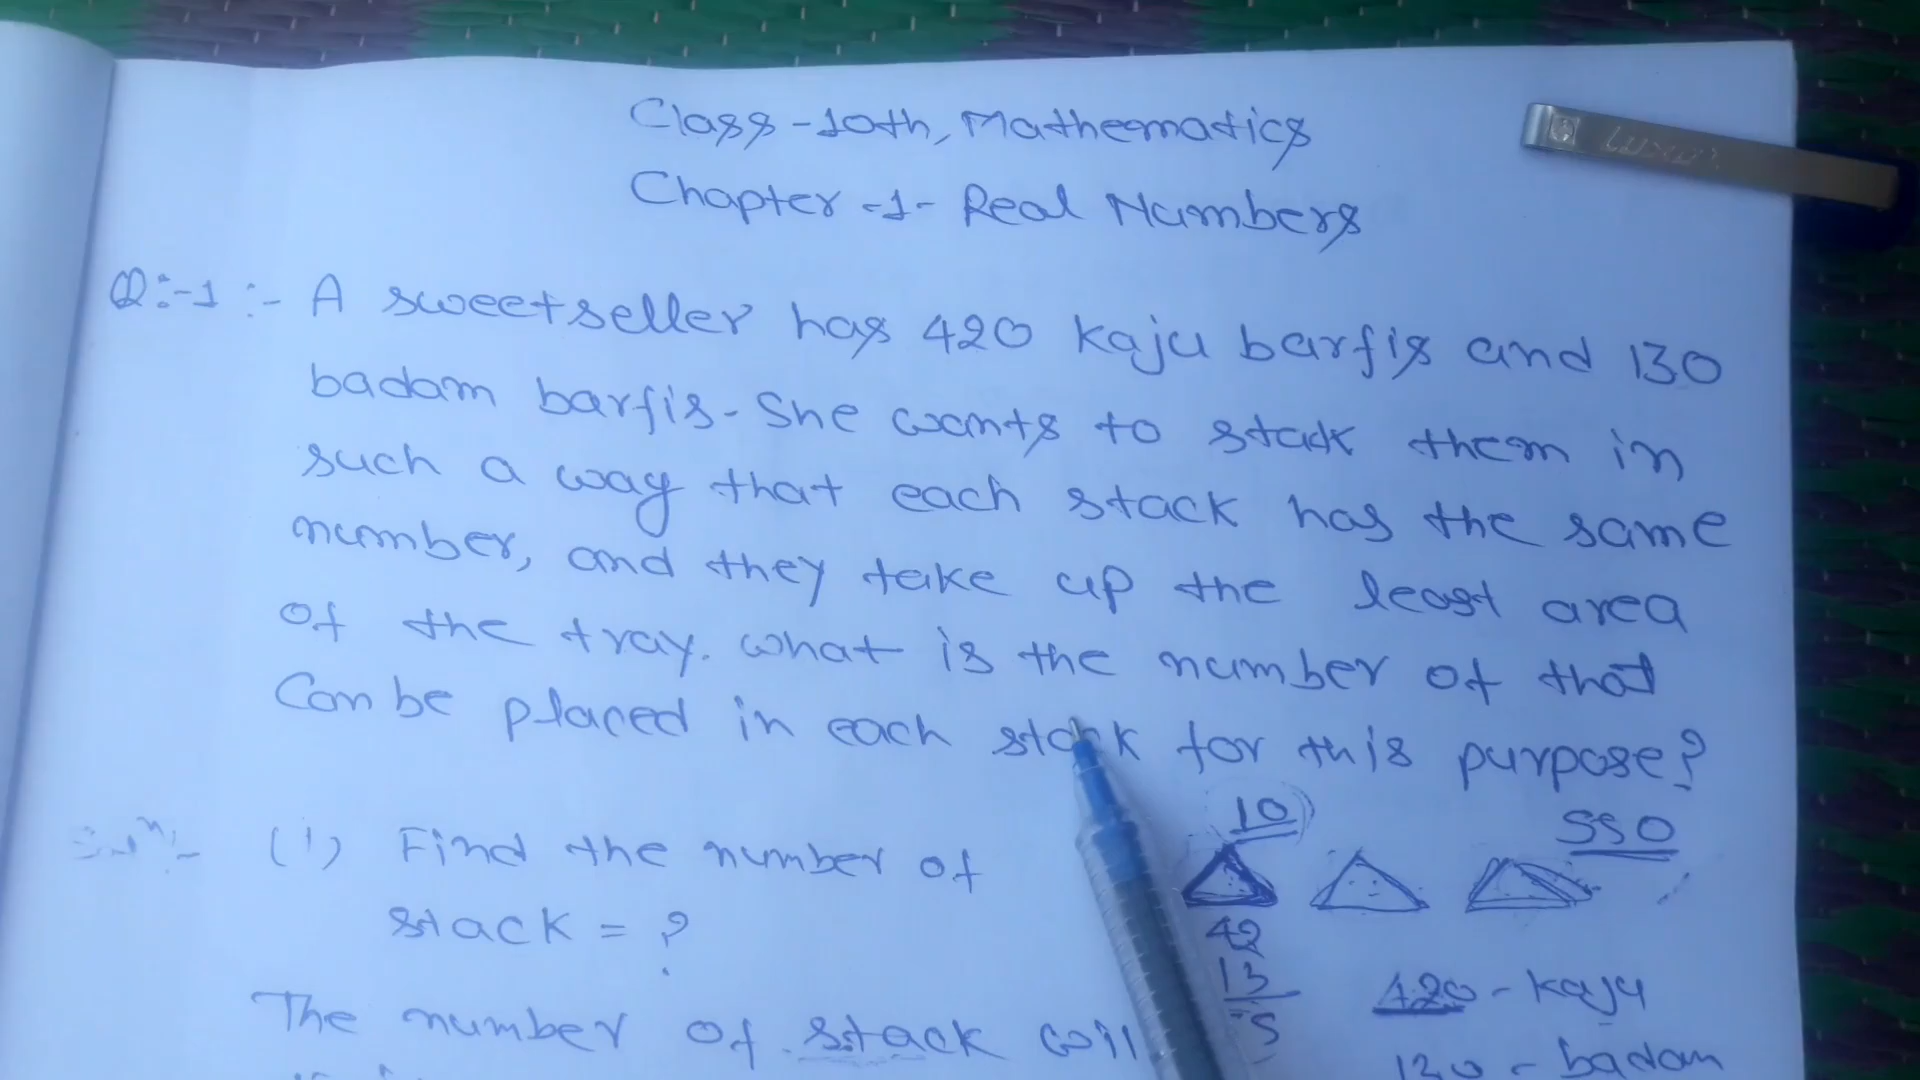 Class-10th, Mathematics
Chapter-1- Real Numbers
Q:-1:- A sweetseller has 420 kaju barfis and 130
badam barfis. She wants to stack them in
such a way that each stack has the same
number, and they take up the least area
of the tray. what is the number of that
Can be placed in each stack for this purpose?
10
550
(i) Find the number of
stack = ?
42
13
420 - kaju
130 - badam
The number of stack